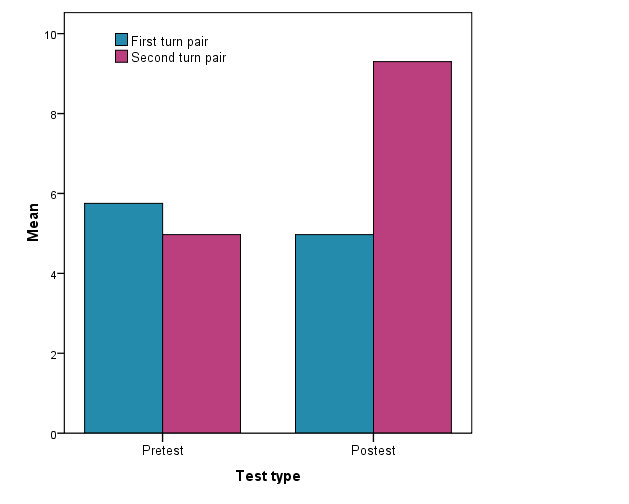 10
First turn pair
Second turn pair
8
6
Mean
4
2
0
Pretest Postest
Test type